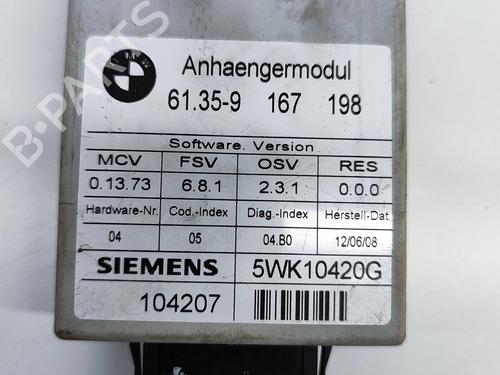 BMW
Anhaengermodul
61.35-9 167 198
Software. Version
MCV FSV OSV RES
0.13.73 6.8.1 2.3.1 0.0.0
Hardware-Nr. Cod.-Index Diag.-Index Herstell-Dat.
04 05 04.B0 12/06/08
SIEMENS 5WK10420G
104207
B-PARTS